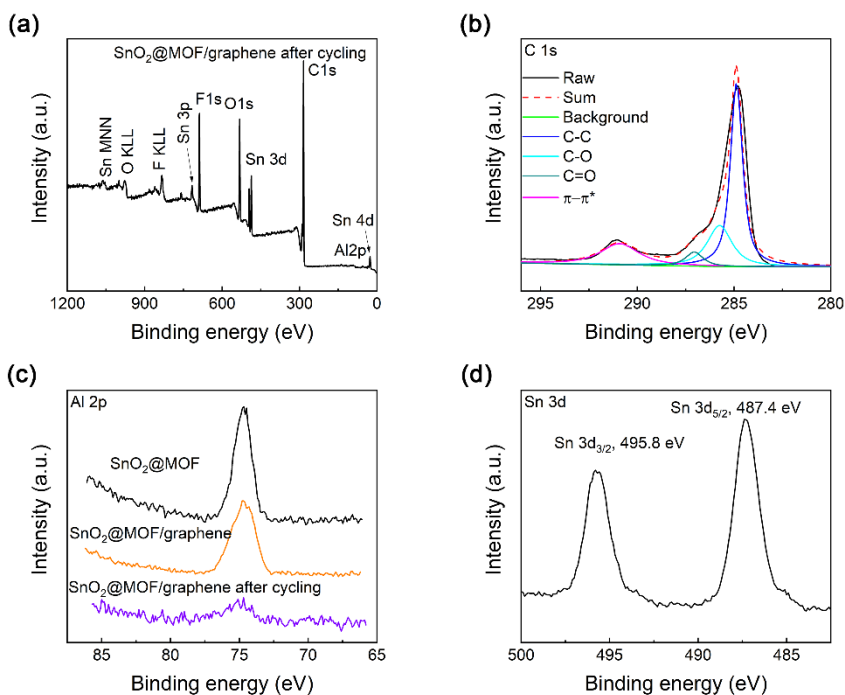 (a)
SnO₂@MOF/graphene after cycling
C1s
F1s
O1s
Sn 3p
Sn MNN
O KLL
F KLL
Sn 3d
Sn 4d
Al2p
Intensity (a.u.)
1200 900 600 300 0
Binding energy (eV)
(b)
C 1s
Raw
Sum
Background
C-C
C-O
C=O
π−π*
Intensity (a.u.)
295 290 285 280
Binding energy (eV)
(c)
Al 2p
SnO₂@MOF
SnO₂@MOF/graphene
SnO₂@MOF/graphene after cycling
Intensity (a.u.)
85 80 75 70 65
Binding energy (eV)
(d)
Sn 3d
Sn 3d₅/₂, 487.4 eV
Sn 3d₃/₂, 495.8 eV
Intensity (a.u.)
500 495 490 485
Binding energy (eV)